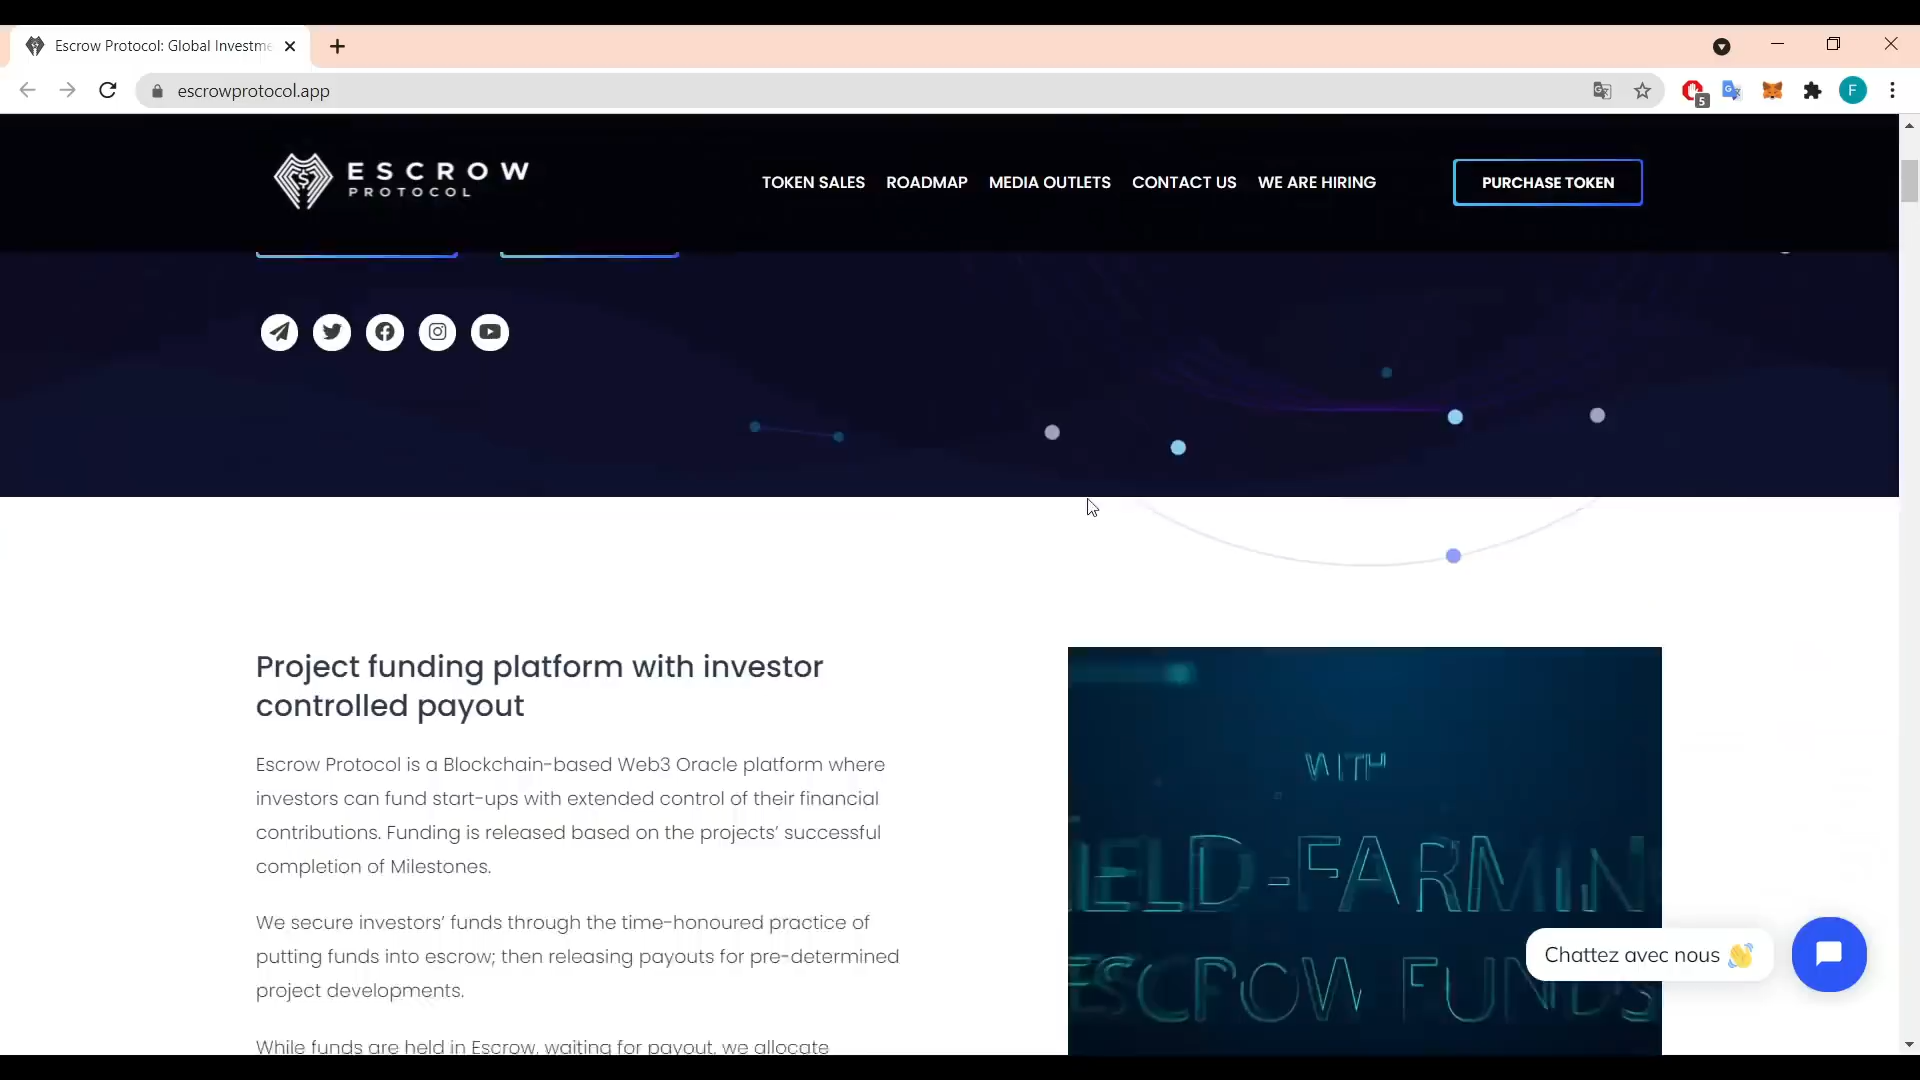 Escrow Protocol: Global Investme
escrowprotocol.app
5
F
ESCROW
PROTOCOL
TOKEN SALES
ROADMAP
MEDIA OUTLETS
CONTACT US
WE ARE HIRING
PURCHASE TOKEN
Project funding platform with investor
controlled payout
Escrow Protocol is a Blockchain-based Web3 Oracle platform where
investors can fund start-ups with extended control of their financial
contributions. Funding is released based on the projects’ successful
completion of Milestones.
We secure investors’ funds through the time-honoured practice of
putting funds into escrow; then releasing payouts for pre-determined
project developments.
While funds are held in Escrow, waiting for payout, we allocate
WITH
IELD-FARMIN
ESCROW FUNDS
Chattez avec nous 👋